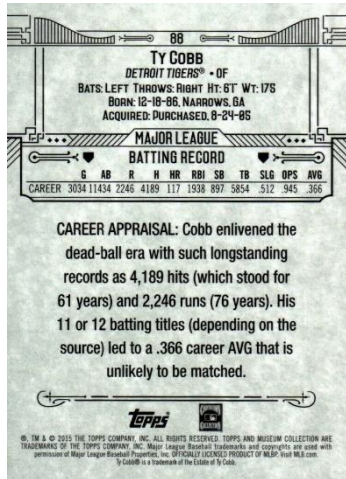 88
TY COBB
DETROIT TIGERS® • OF
BATS: LEFT THROWS: RIGHT HT: 6'1" WT: 175
BORN: 12-18-86, NARROWS, GA
ACQUIRED: PURCHASED, 8-24-05
MAJOR LEAGUE
BATTING RECORD
G AB R H HR RBI SB TB SLG OPS AVG
CAREER 3034 11434 2246 4189 117 1938 897 5854 .512 .945 .366
CAREER APPRAISAL: Cobb enlivened the
dead-ball era with such longstanding
records as 4,189 hits (which stood for
61 years) and 2,246 runs (76 years). His
11 or 12 batting titles (depending on the
source) led to a .366 career AVG that is
unlikely to be matched.
topps
®, TM & © 2015 THE TOPPS COMPANY, INC. ALL RIGHTS RESERVED. TOPPS AND MUSEUM COLLECTION ARE
TRADEMARKS OF THE TOPPS COMPANY, INC. Major League Baseball trademarks and copyrights are used with
permission of Major League Baseball Properties, Inc. OFFICIALLY LICENSED PRODUCT OF MLBP. Visit MLB.com.
Ty Cobb® is a trademark of the Estate of Ty Cobb.